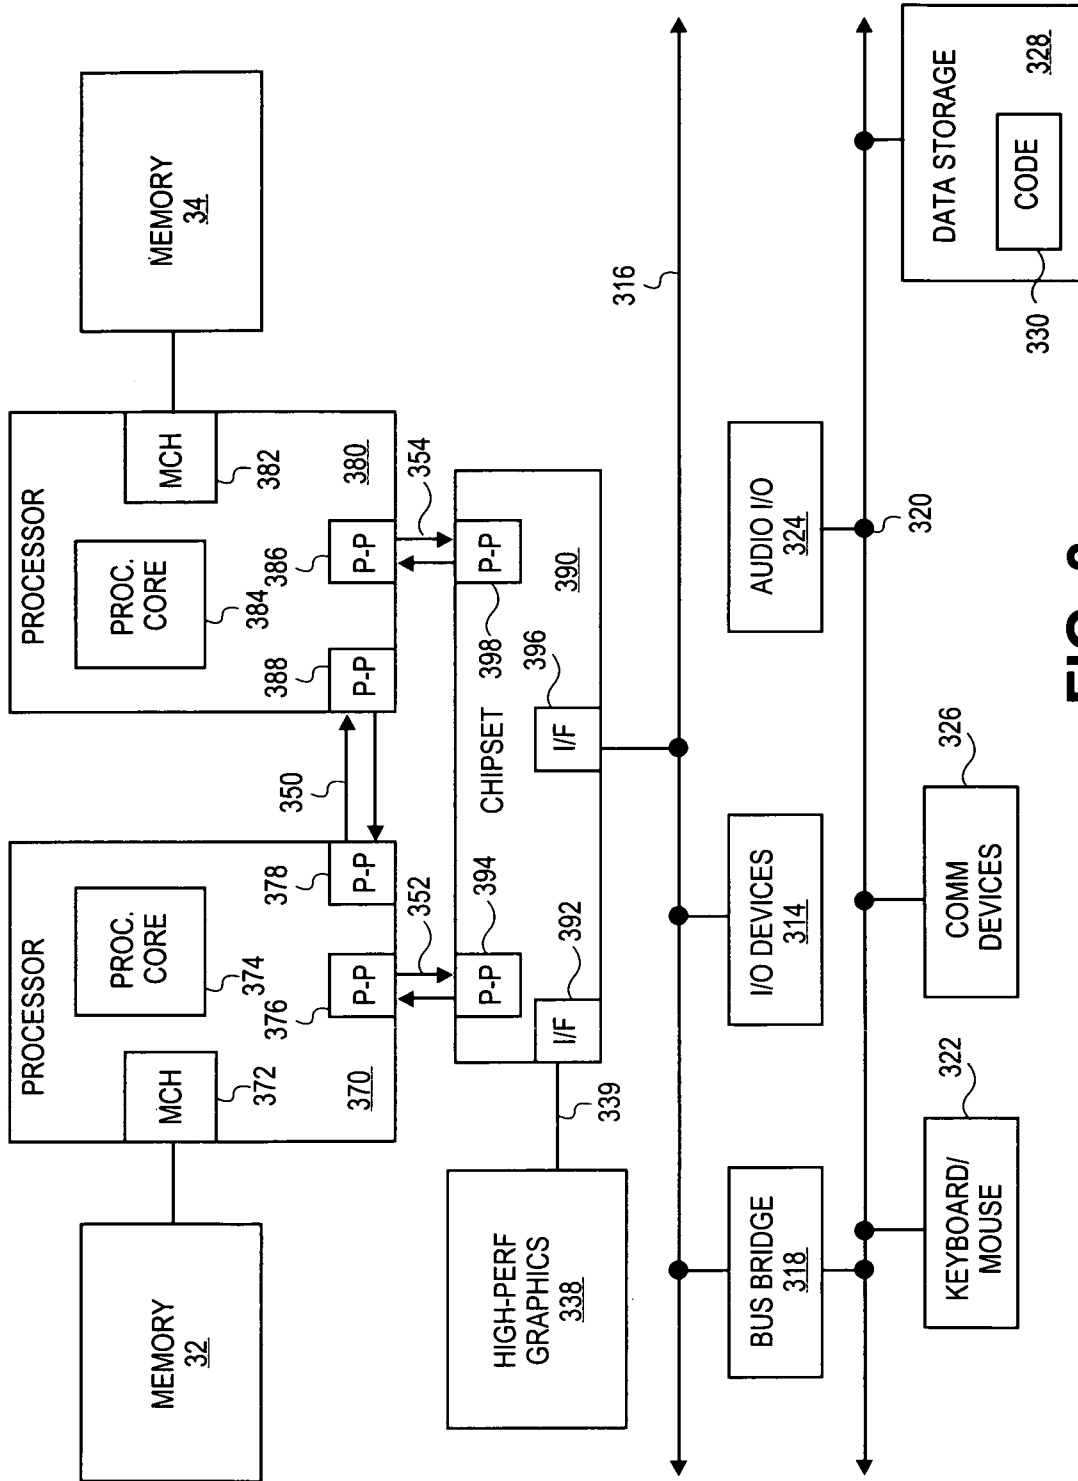 PROCESSOR
PROCESSOR
PROC.
CORE
374
PROC.
CORE
384
MEMORY
32
MCH
372
MCH
382
MEMORY
34
370
376
P-P
378
P-P
350
388
P-P
386
P-P
380
352
354
HIGH-PERF
GRAPHICS
338
339
P-P
394
CHIPSET
398
P-P
I/F
392
I/F
396
390
316
BUS BRIDGE
318
I/O DEVICES
314
AUDIO I/O
324
320
KEYBOARD/
MOUSE
322
COMM
DEVICES
326
DATA STORAGE
CODE
330
328
FIG.